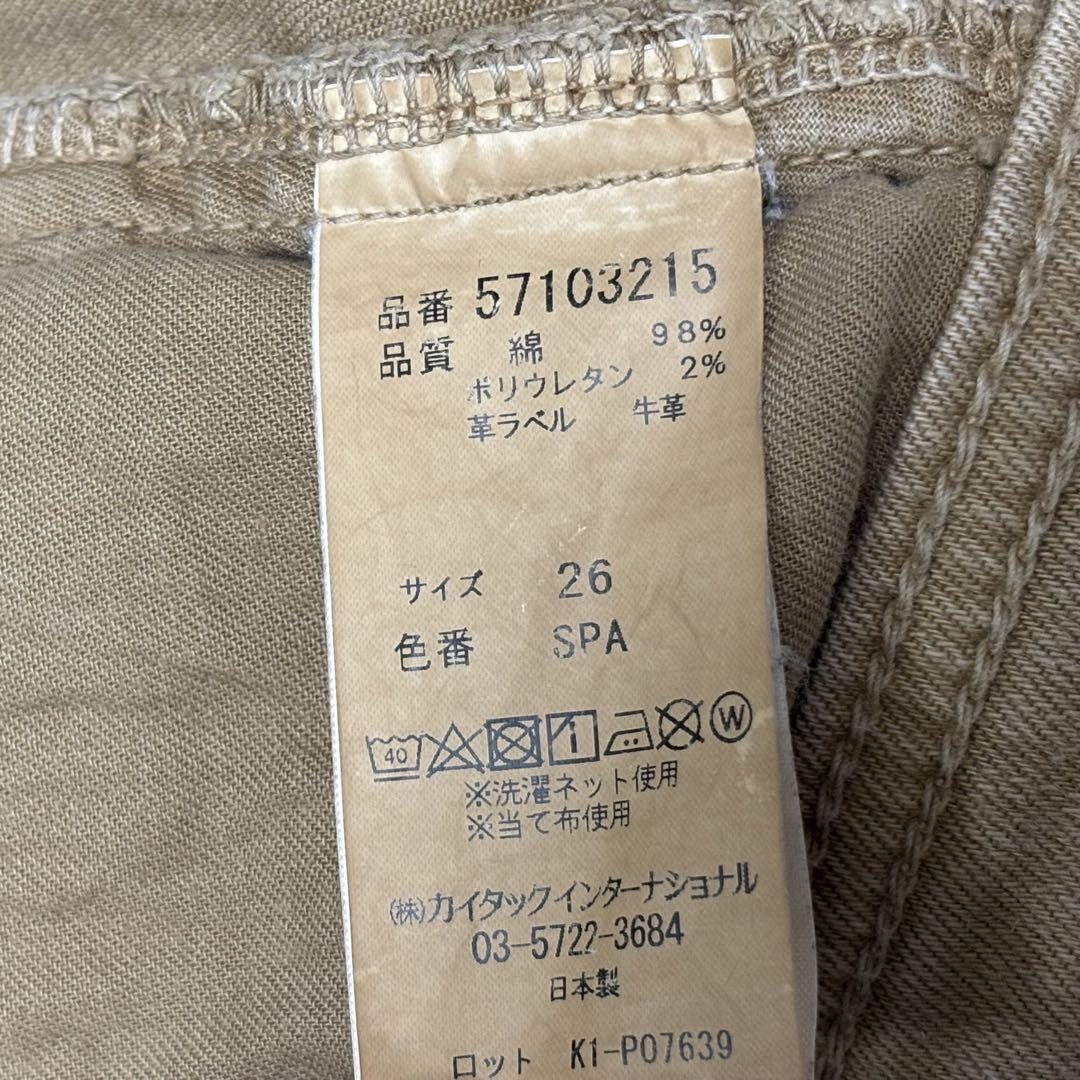 品番 57103215
品質 綿 98%
ポリウレタン 2%
革ラベル 牛革
サイズ 26
色番 SPA
40 W
※洗濯ネット使用
※当て布使用
㈱カイタックインターナショナル
03-5722-3684
日本製
ロット K1-P07639